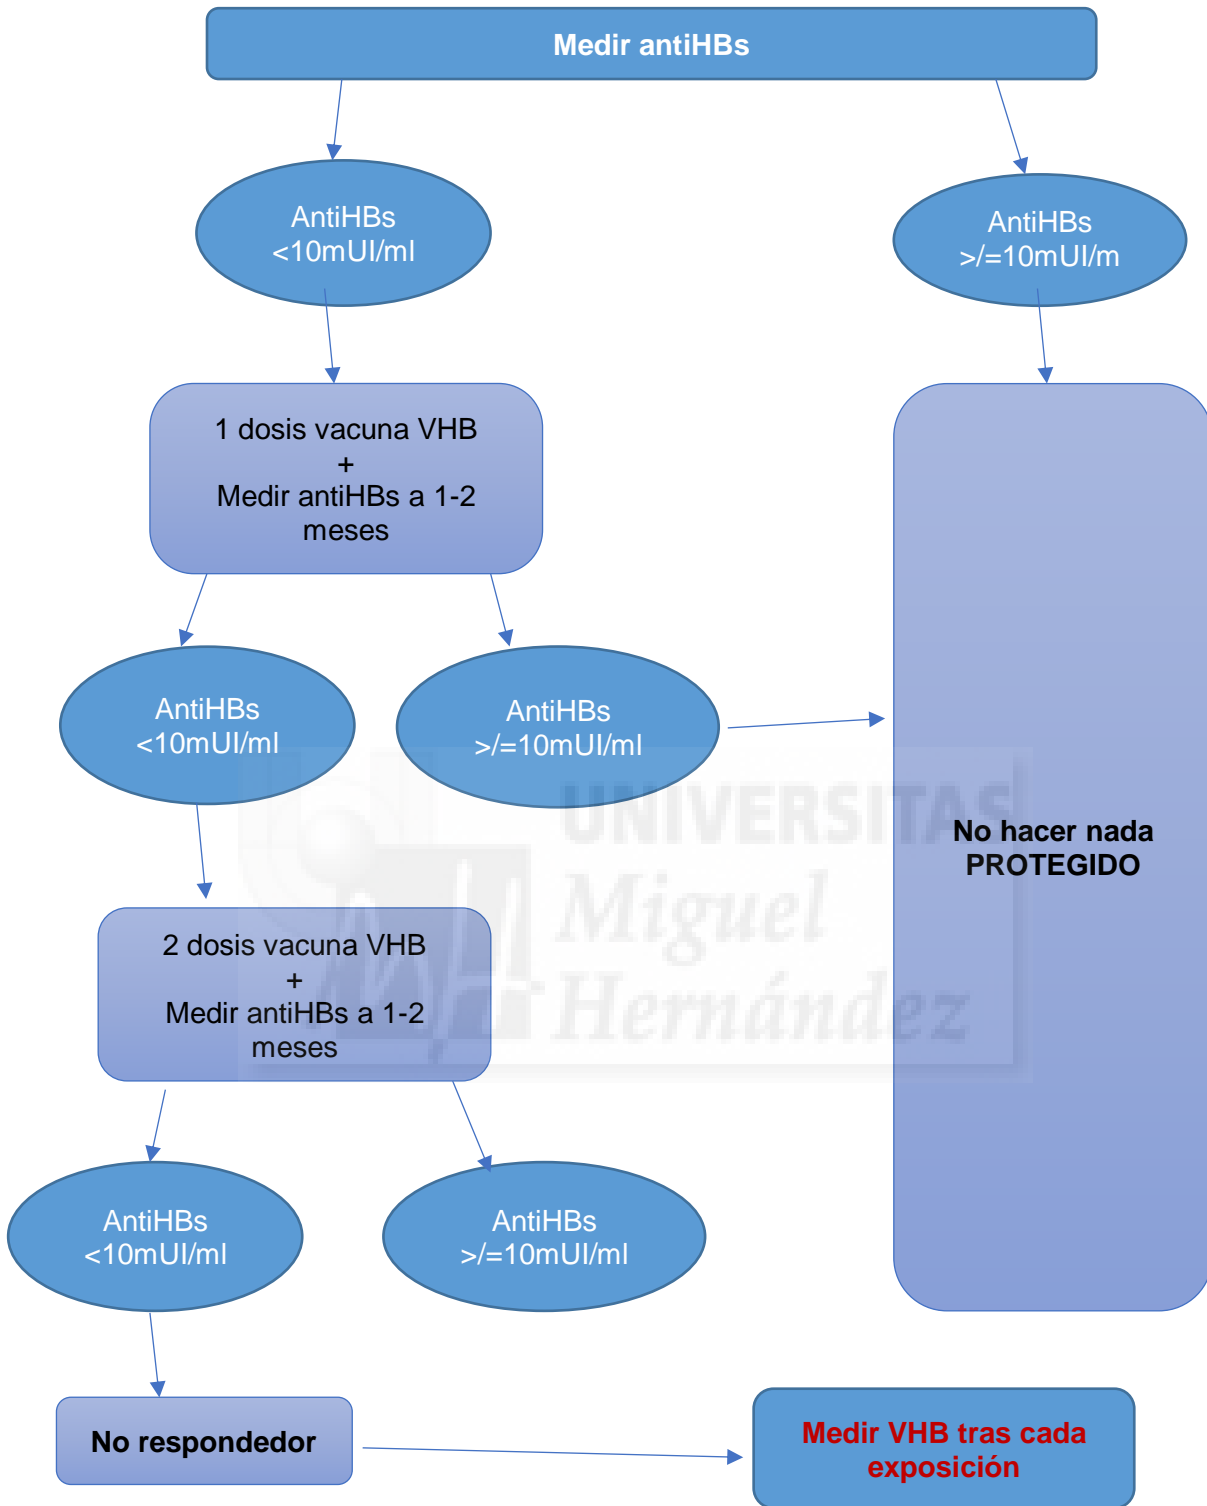 Medir antiHBs
AntiHBs
<10mUI/ml
AntiHBs
>/=10mUI/m
1 dosis vacuna VHB
+
Medir antiHBs a 1-2
meses
AntiHBs
<10mUI/ml
AntiHBs
>/=10mUI/ml
No hacer nada
PROTEGIDO
UNIVERSITAS
Miguel
Hernández
2 dosis vacuna VHB
+
Medir antiHBs a 1-2
meses
AntiHBs
<10mUI/ml
AntiHBs
>/=10mUI/ml
No respondedor
Medir VHB tras cada
exposición